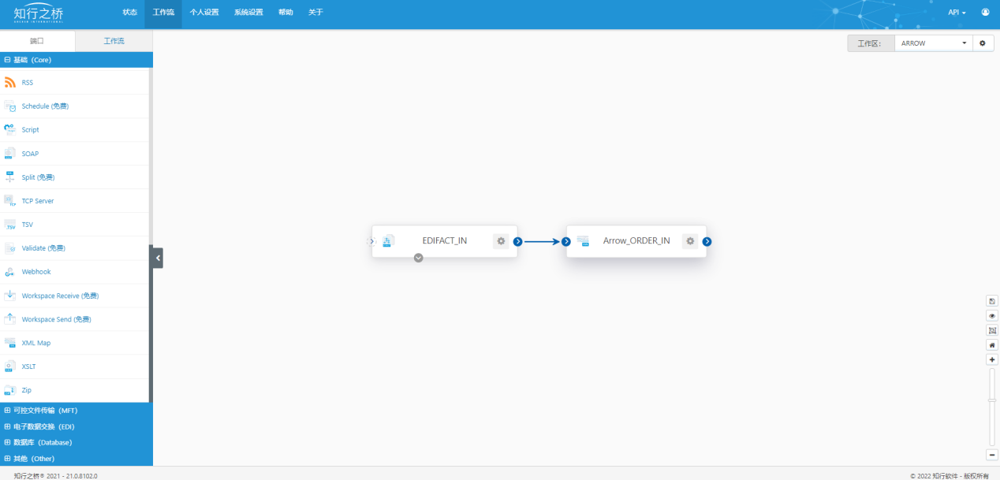 知行之桥
状态 工作流 个人设置 系统设置 帮助 关于
API
端口 工作流
工作区: ARROW
基础 (Core)
RSS
Schedule (免费)
Script
SOAP
Split (免费)
TCP Server
TSV
Validate (免费)
Webhook
Workspace Receive (免费)
Workspace Send (免费)
XML Map
XSLT
Zip
可控文件传输 (MFT)
电子数据交换 (EDI)
数据库 (Database)
其他 (Other)
EDIFACT_IN
Arrow_ORDER_IN
知行之桥® 2021 - 21.0.8102.0
© 2022 知行软件 - 版权所有